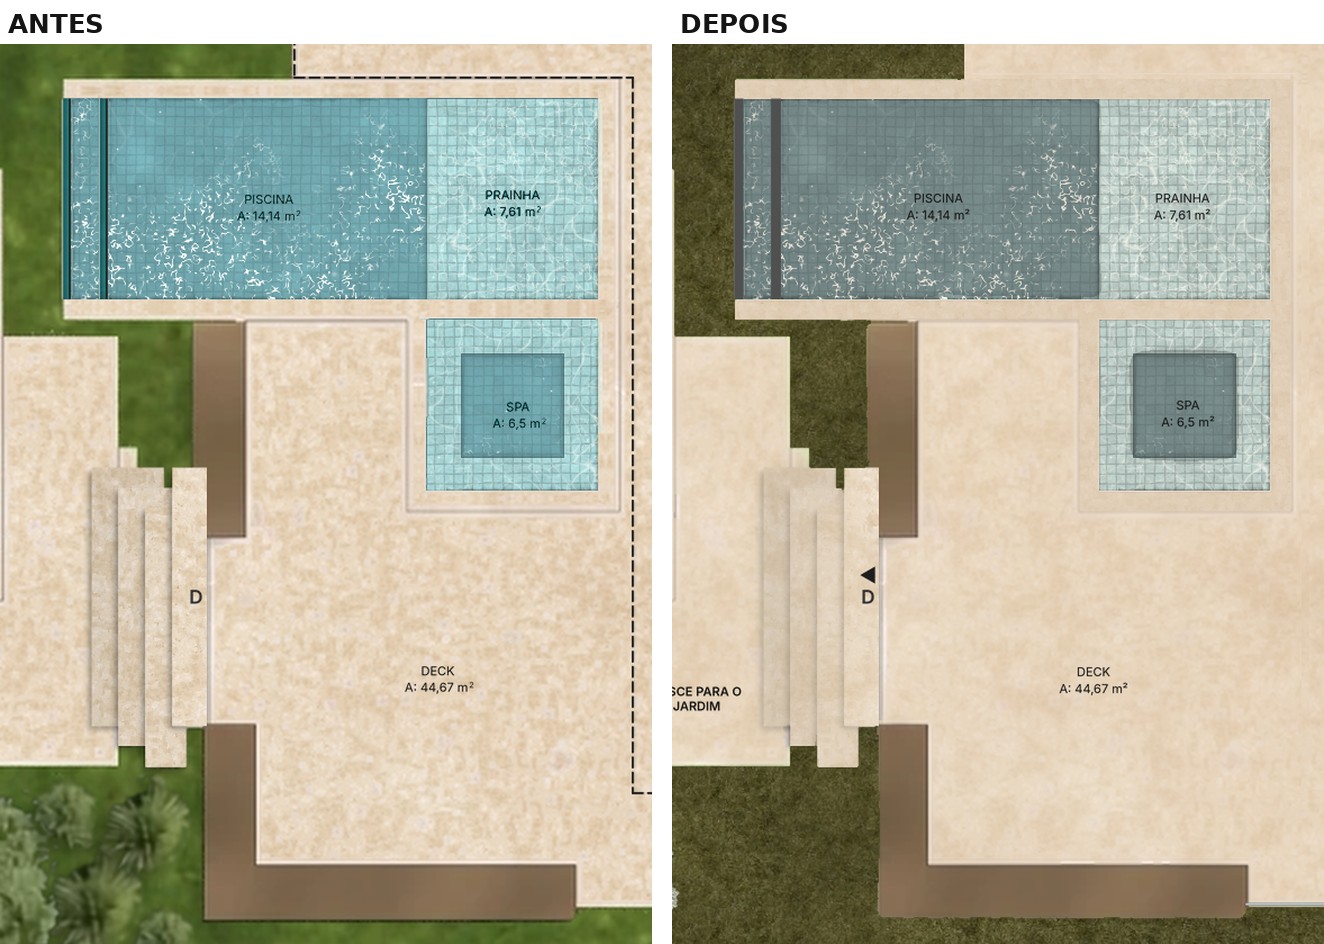 ANTES
PISCINA
A: 14,14 m²
PRAINHA
A: 7,61 m²
SPA
A: 6,5 m²
D
DECK
A: 44,67 m²
DEPOIS
PISCINA
A: 14,14 m²
PRAINHA
A: 7,61 m²
SPA
A: 6,5 m²
D
DECK
A: 44,67 m²
SCE PARA O
JARDIM